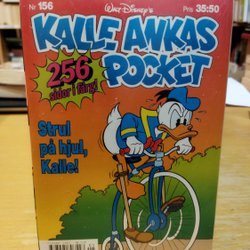 Nr 156
WALT DISNEY'S
Pris 35:50
KALLE ANKAS
POCKET
256
sidor i färg!
Strul
på hjul,
Kalle!